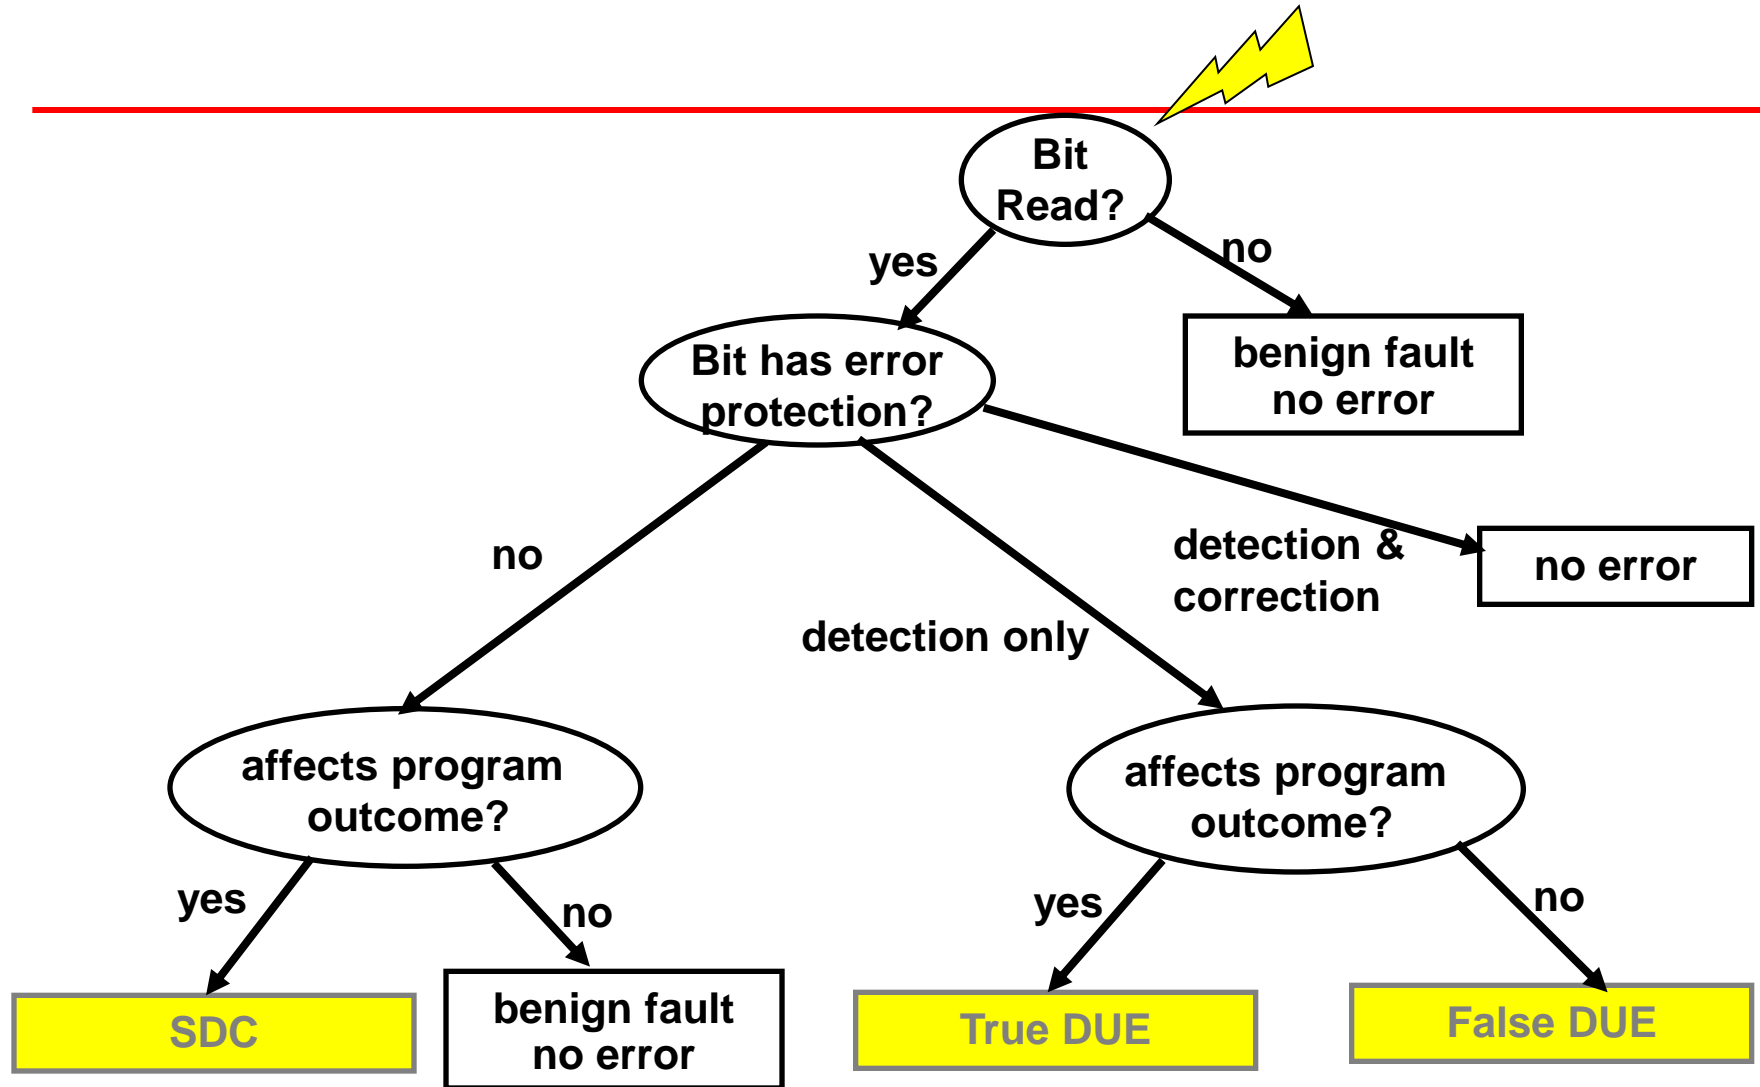 Bit
Read?
yes
no
Bit has error
protection?
benign fault
no error
no
detection only
detection &
correction
no error
affects program
outcome?
affects program
outcome?
yes
no
yes
no
SDC
benign fault
no error
True DUE
False DUE